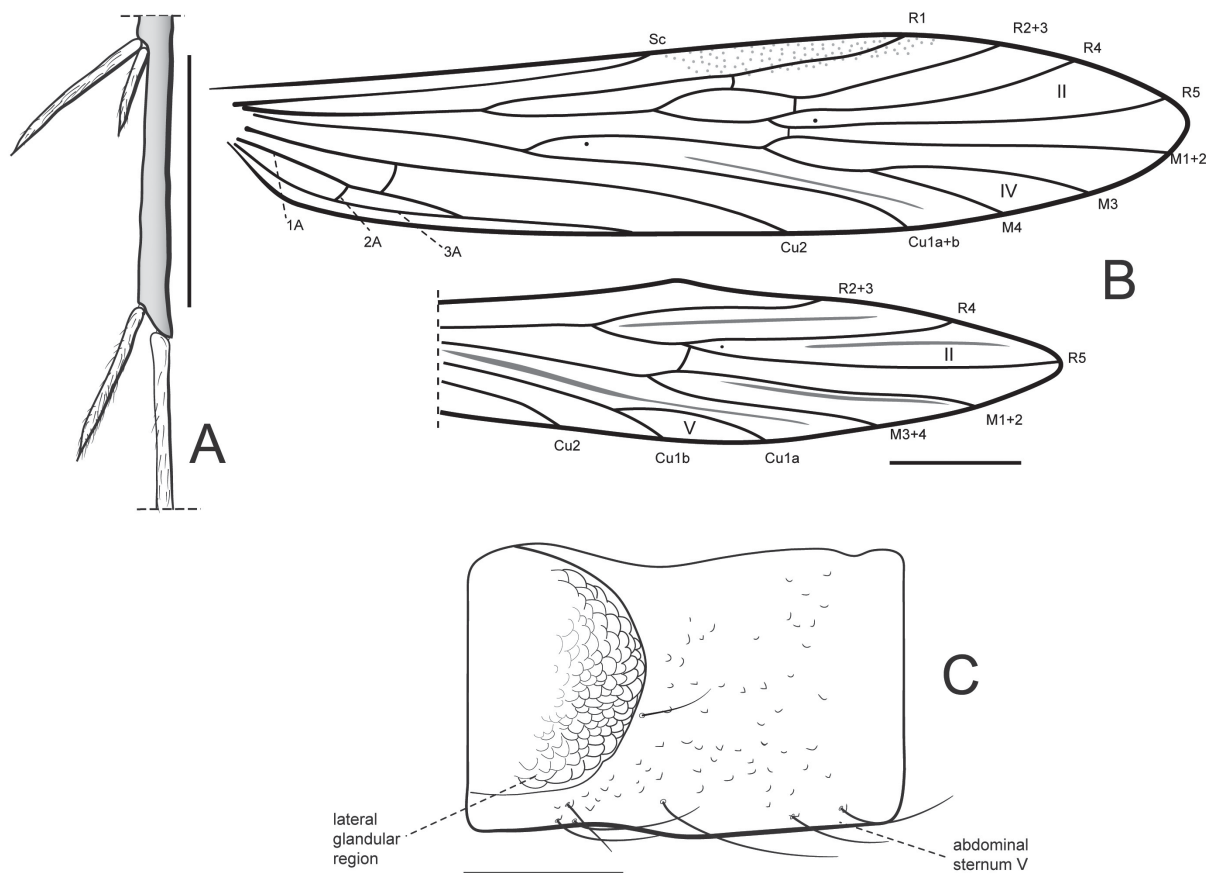 Sc
R1
R2+3
R4
II
R5
M1+2
IV
M3
M4
Cu1a+b
Cu2
3A
2A
1A
A
B
R2+3
R4
II
R5
M1+2
M3+4
V
Cu1a
Cu1b
Cu2
C
lateral
glandular
region
abdominal
sternum V